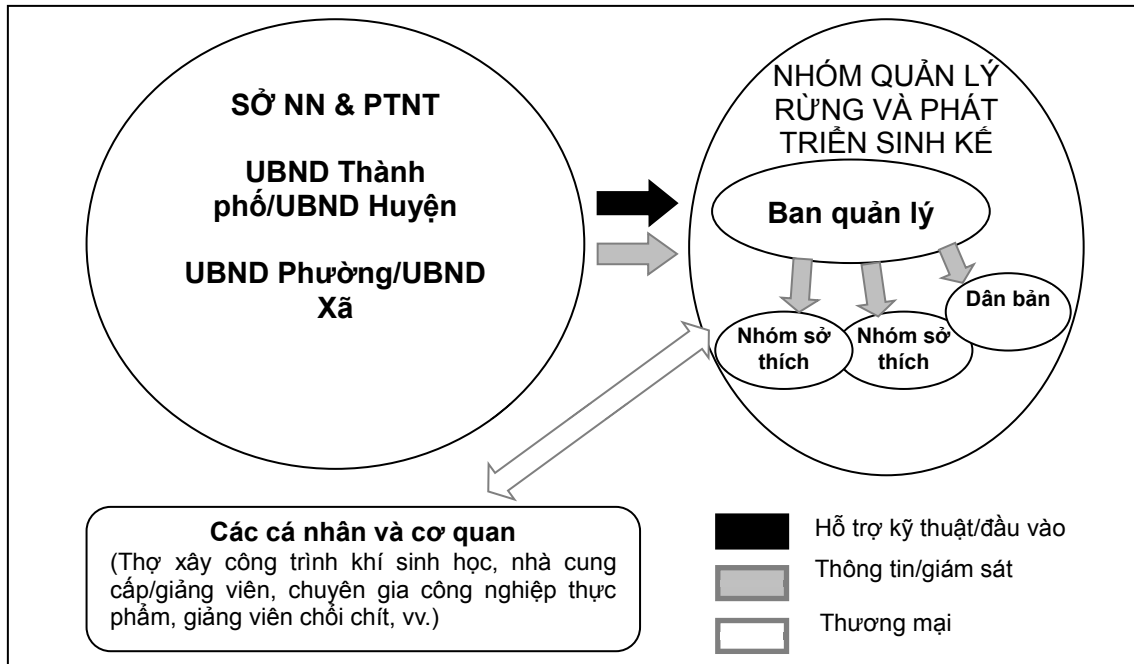 SỞ NN & PTNT
UBND Thành
phố/UBND Huyện
UBND Phường/UBND
Xã
NHÓM QUẢN LÝ
RỪNG VÀ PHÁT
TRIỂN SINH KẾ
Ban quản lý
Dân bản
Nhóm sở
thích
Nhóm sở
thích
Các cá nhân và cơ quan
(Thợ xây công trình khí sinh học, nhà cung
cấp/giảng viên, chuyên gia công nghiệp thực
phẩm, giảng viên chổi chít, vv.)
Hỗ trợ kỹ thuật/đầu vào
Thông tin/giám sát
Thương mại